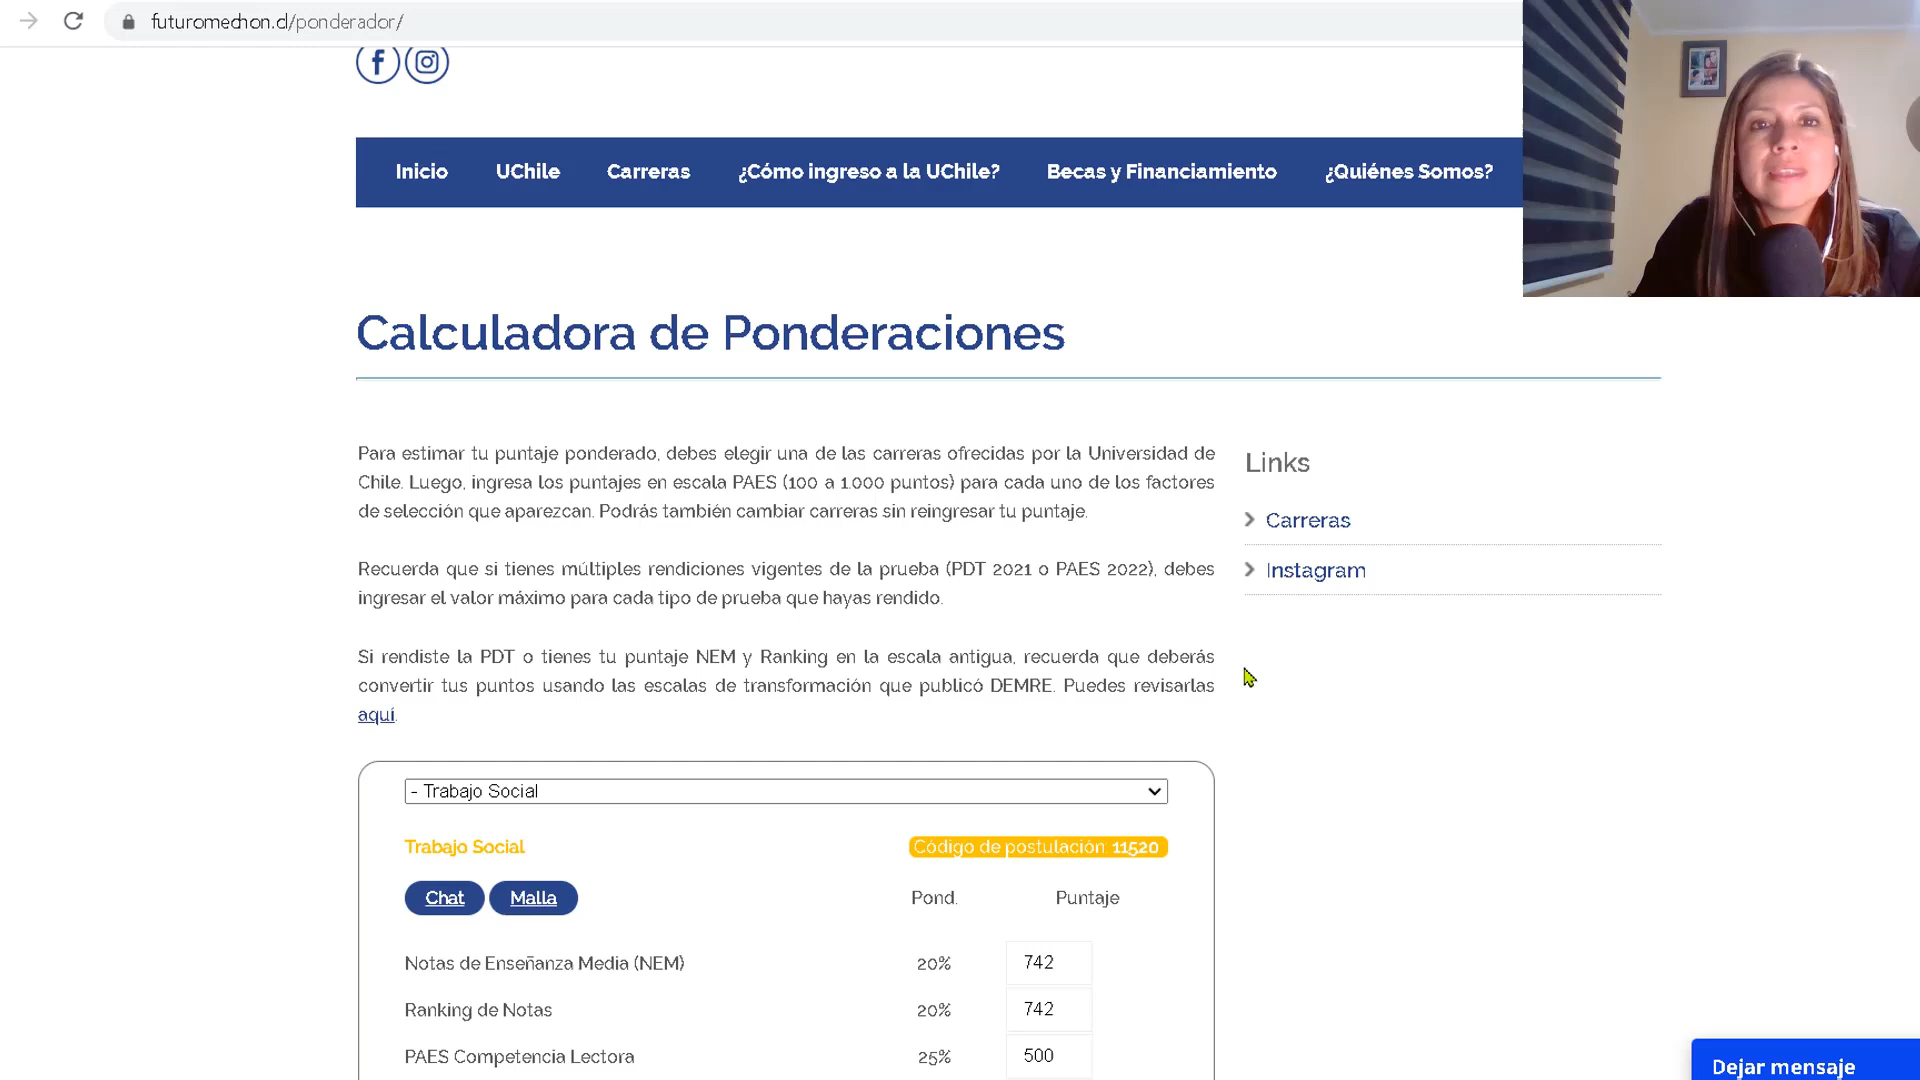 futuromechon.cl/ponderador/
Inicio UChile Carreras ¿Cómo ingreso a la UChile? Becas y Financiamiento ¿Quiénes Somos?
Calculadora de Ponderaciones
Para estimar tu puntaje ponderado, debes elegir una de las carreras ofrecidas por la Universidad de
Chile. Luego, ingresa los puntajes en escala PAES (100 a 1.000 puntos) para cada uno de los factores
de selección que aparezcan. Podrás también cambiar carreras sin reingresar tu puntaje.
Recuerda que si tienes múltiples rendiciones vigentes de la prueba (PDT 2021 o PAES 2022), debes
ingresar el valor máximo para cada tipo de prueba que hayas rendido.
Si rendiste la PDT o tienes tu puntaje NEM y Ranking en la escala antigua, recuerda que deberás
convertir tus puntos usando las escalas de transformación que publicó DEMRE. Puedes revisarlas
aquí.
Links
Carreras
Instagram
- Trabajo Social
Trabajo Social Código de postulación: 11520
Chat Malla Pond. Puntaje
Notas de Enseñanza Media (NEM) 20% 742
Ranking de Notas 20% 742
PAES Competencia Lectora 25% 500
Dejar mensaje